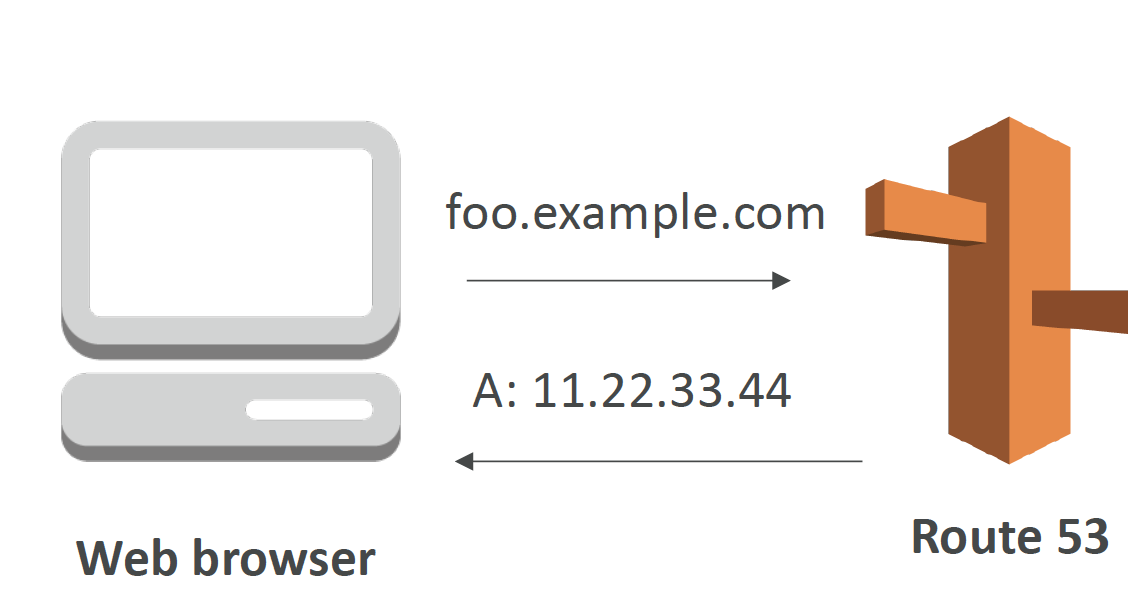 foo.example.com
A: 11.22.33.44
Web browser
Route 53